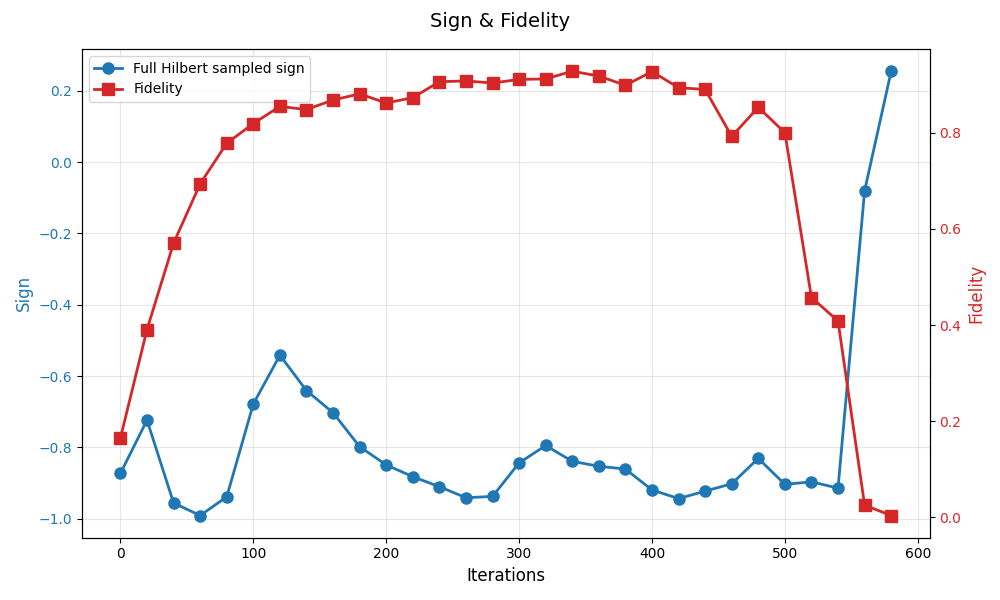 Sign & Fidelity
Full Hilbert sampled sign
Fidelity
0.2
0.0
−0.2
−0.4
−0.6
−0.8
−1.0
Sign
0.8
0.6
0.4
0.2
0.0
Fidelity
0 100 200 300 400 500 600
Iterations